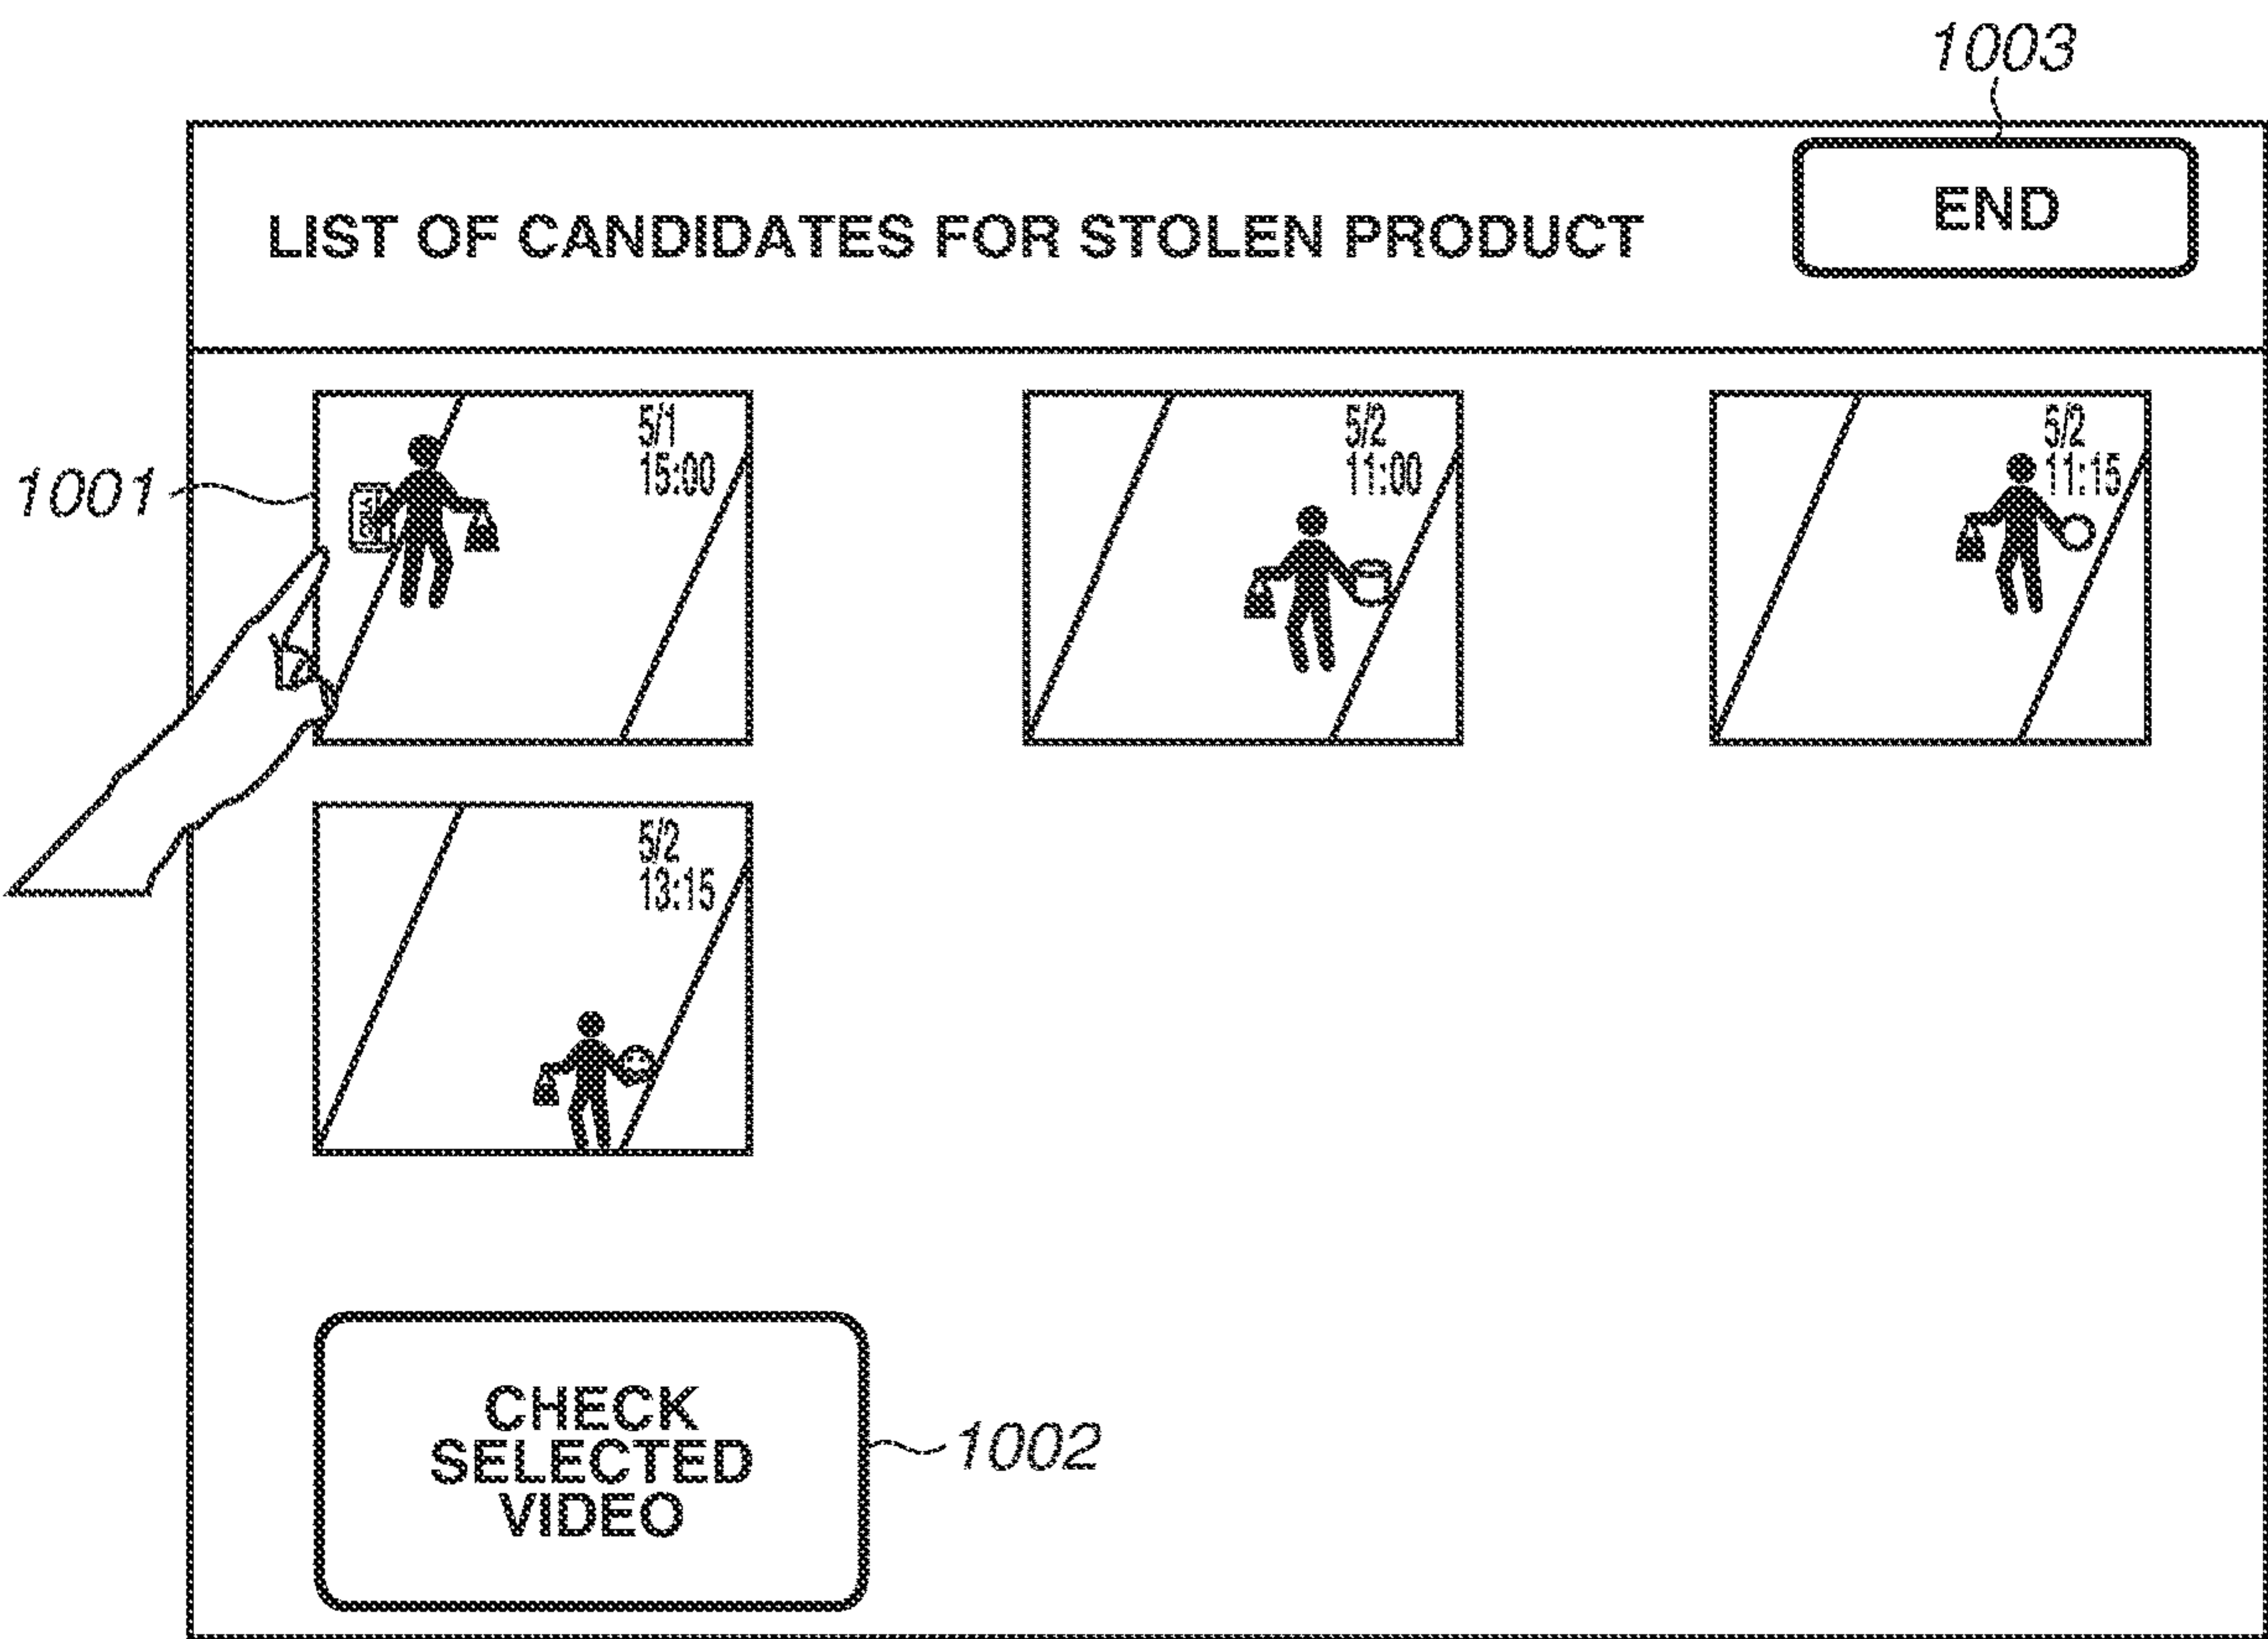 1003
LIST OF CANDIDATES FOR STOLEN PRODUCT
END
1001
5/1
15:00
5/2
11:00
5/2
11:15
5/2
13:15
CHECK
SELECTED
VIDEO
1002